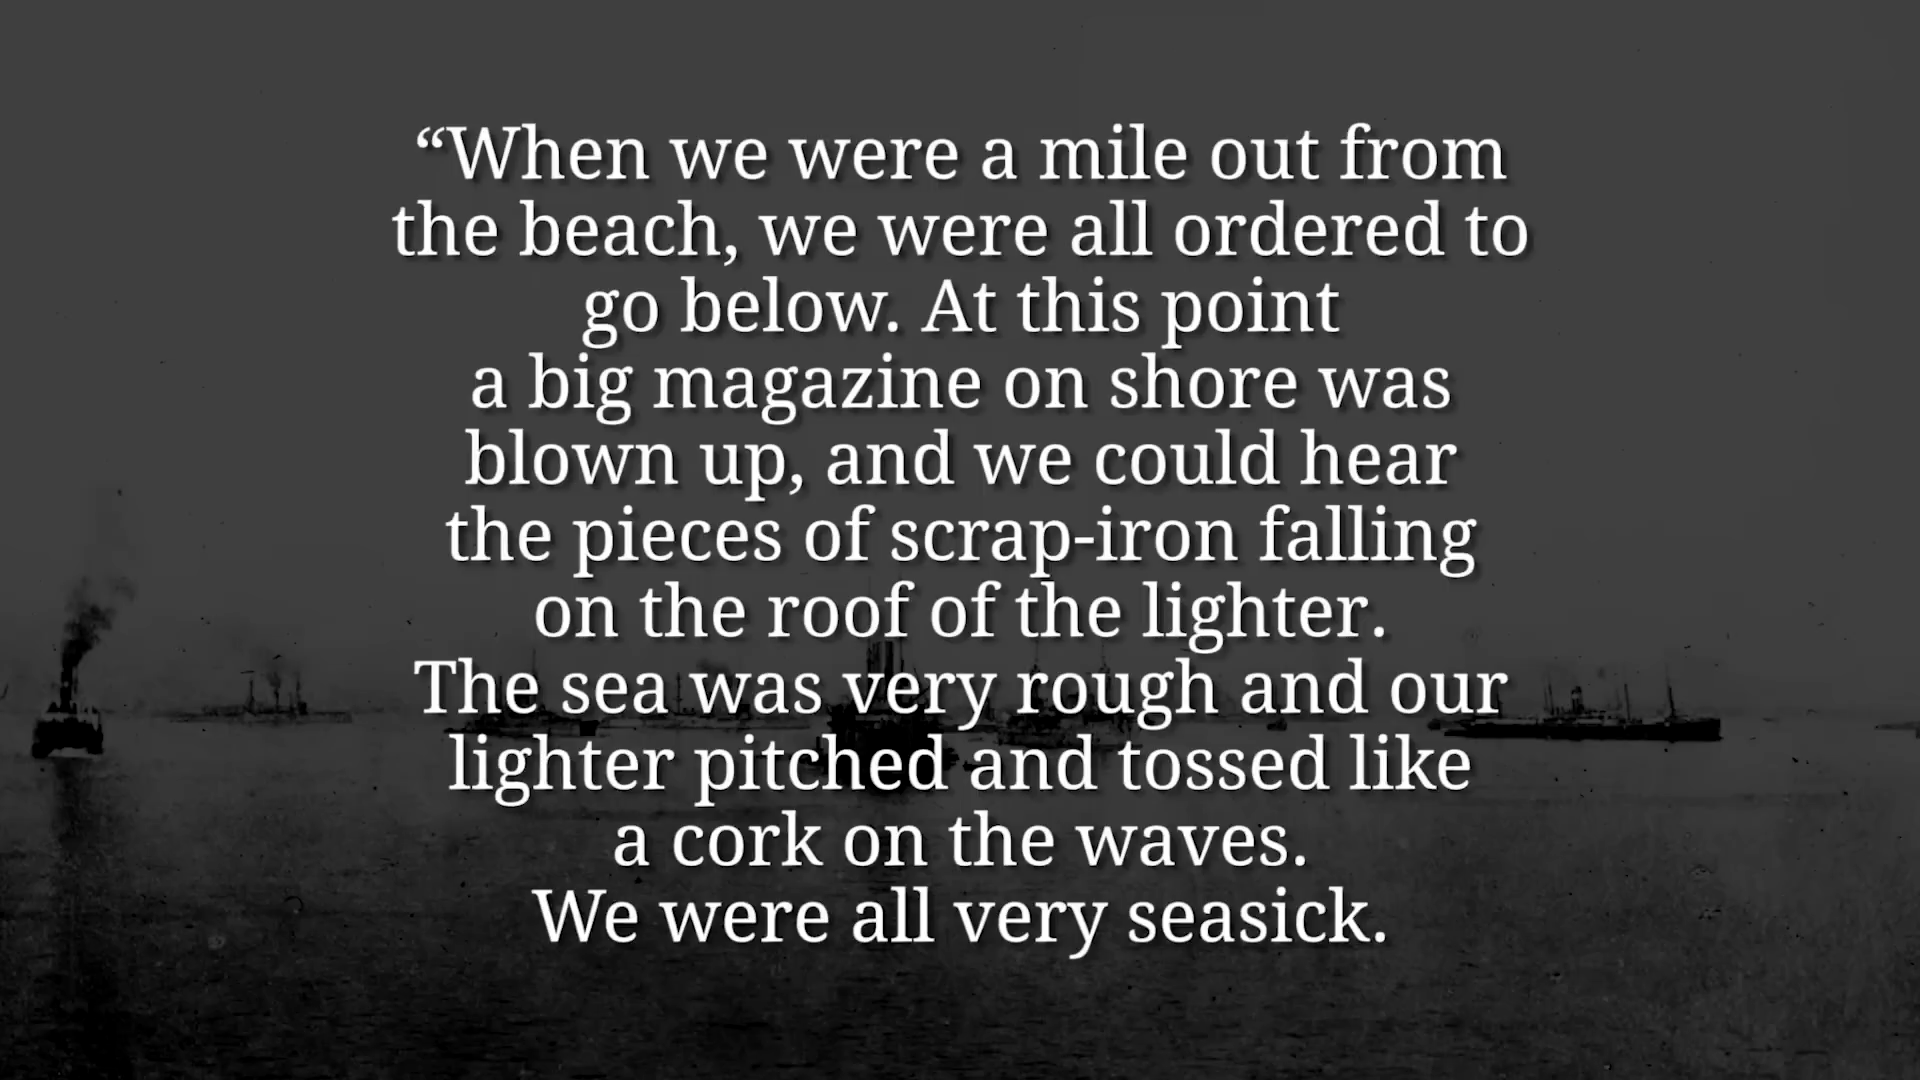 “When we were a mile out from
the beach, we were all ordered to
go below. At this point
a big magazine on shore was
blown up, and we could hear
the pieces of scrap-iron falling
on the roof of the lighter.
The sea was very rough and our
lighter pitched and tossed like
a cork on the waves.
We were all very seasick.